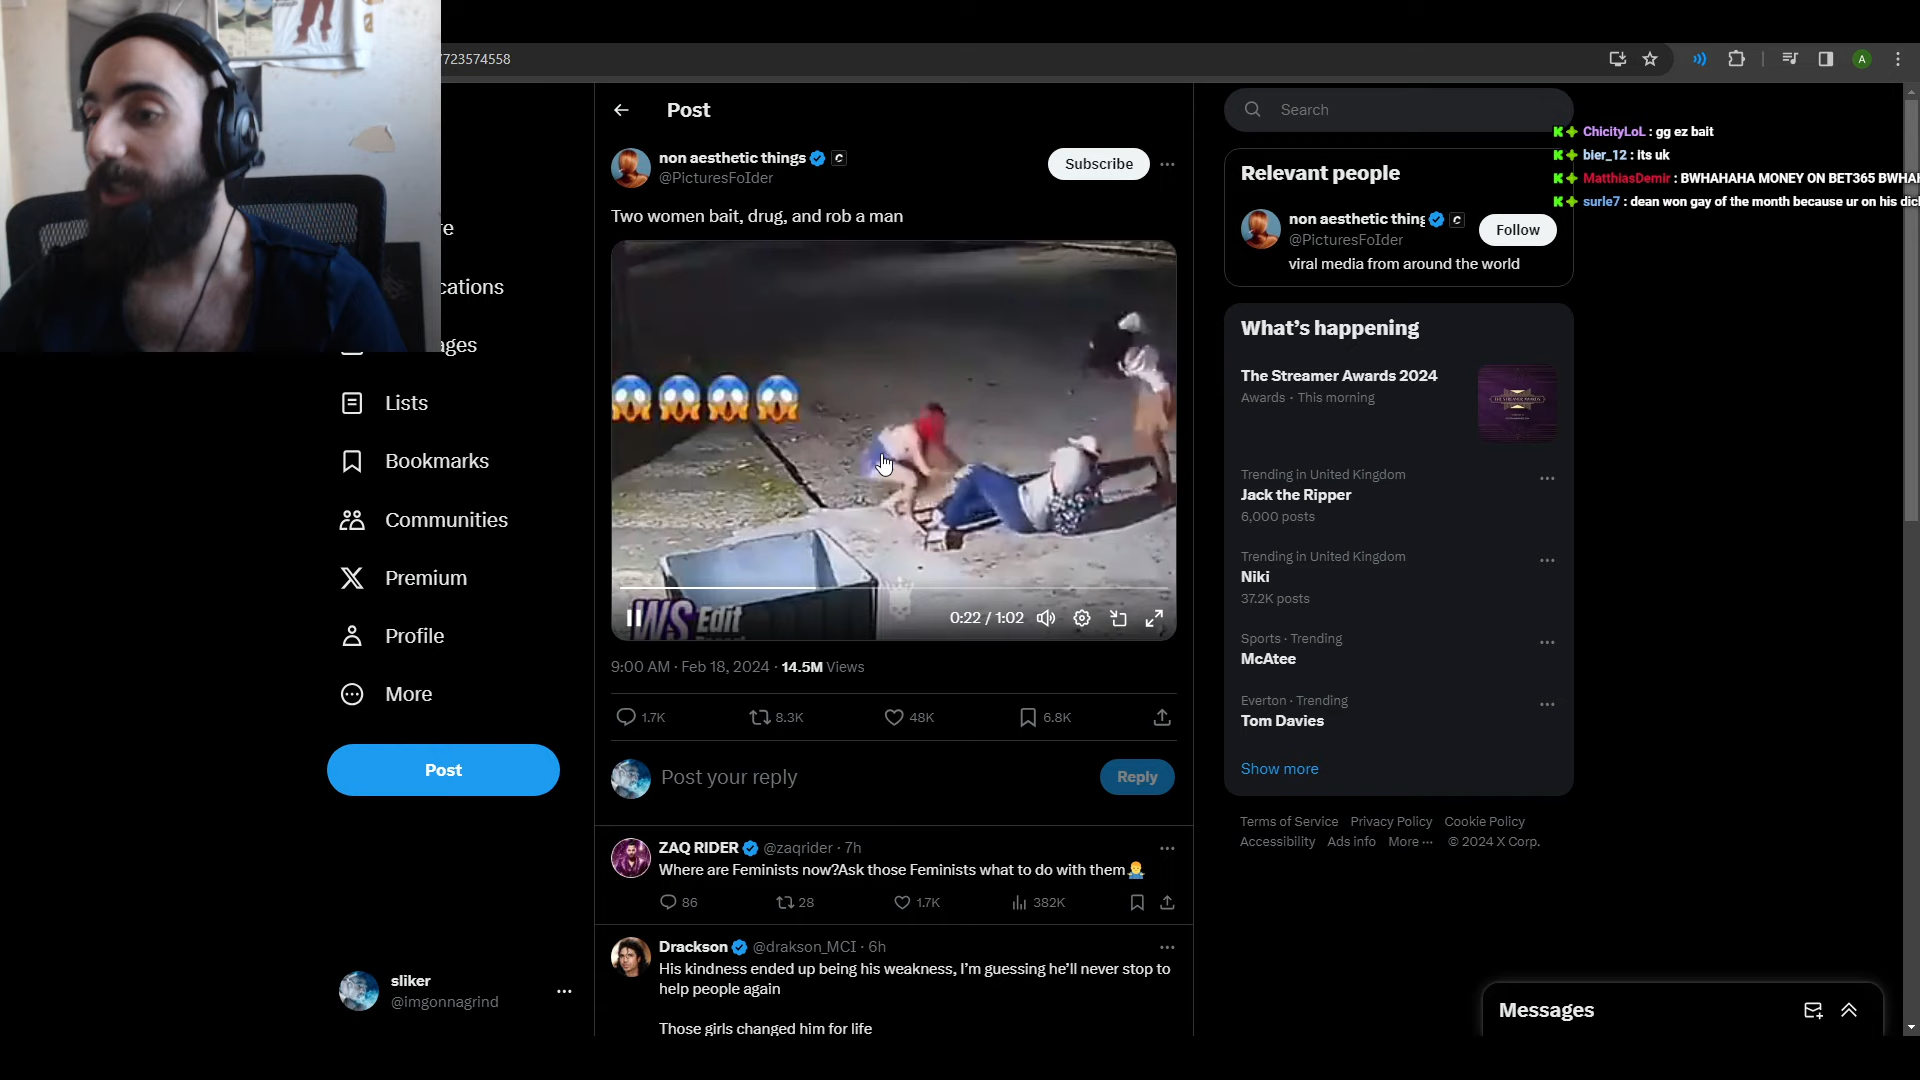 7723574558
Post
non aesthetic things
@PicturesFoIder
Subscribe
Two women bait, drug, and rob a man
WS Edit
0:22 / 1:02
9:00 AM · Feb 18, 2024 · 14.5M Views
1.7K
8.3K
48K
6.8K
Post your reply
Reply
ZAQ RIDER @zaqrider · 7h
Where are Feminists now?Ask those Feminists what to do with them
86
28
1.7K
382K
Drackson @drakson_MCI · 6h
His kindness ended up being his weakness, I'm guessing he'll never stop to
help people again
Those girls changed him for life
Lists
Bookmarks
Communities
Premium
Profile
More
Post
sliker
@imgonnagrind
Search
A
Relevant people
non aesthetic thing
@PicturesFoIder
Follow
viral media from around the world
What's happening
The Streamer Awards 2024
Awards · This morning
Trending in United Kingdom
Jack the Ripper
6,000 posts
Trending in United Kingdom
Niki
37.2K posts
Sports · Trending
McAtee
Everton · Trending
Tom Davies
Show more
Terms of Service Privacy Policy Cookie Policy
Accessibility Ads info More ··· © 2024 X Corp.
Messages
ChicityLoL : gg ez bait
bier_12 : its uk
MatthiasDemir : BWHAHAHA MONEY ON BET365 BWHAH
surle7 : dean won gay of the month because ur on his dic